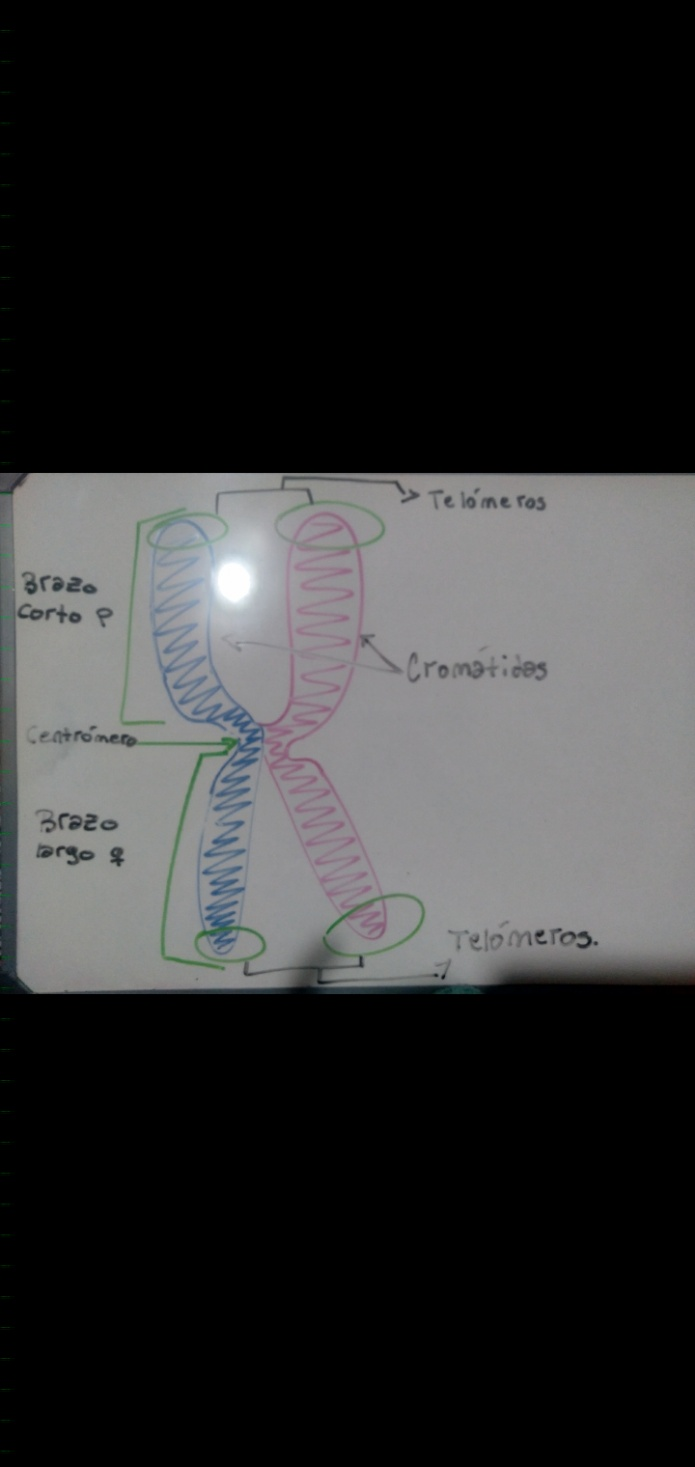 Telómeros
Brazo
Corto P
Cromátidas
Centrómero
Brazo
largo q
Telómeros.